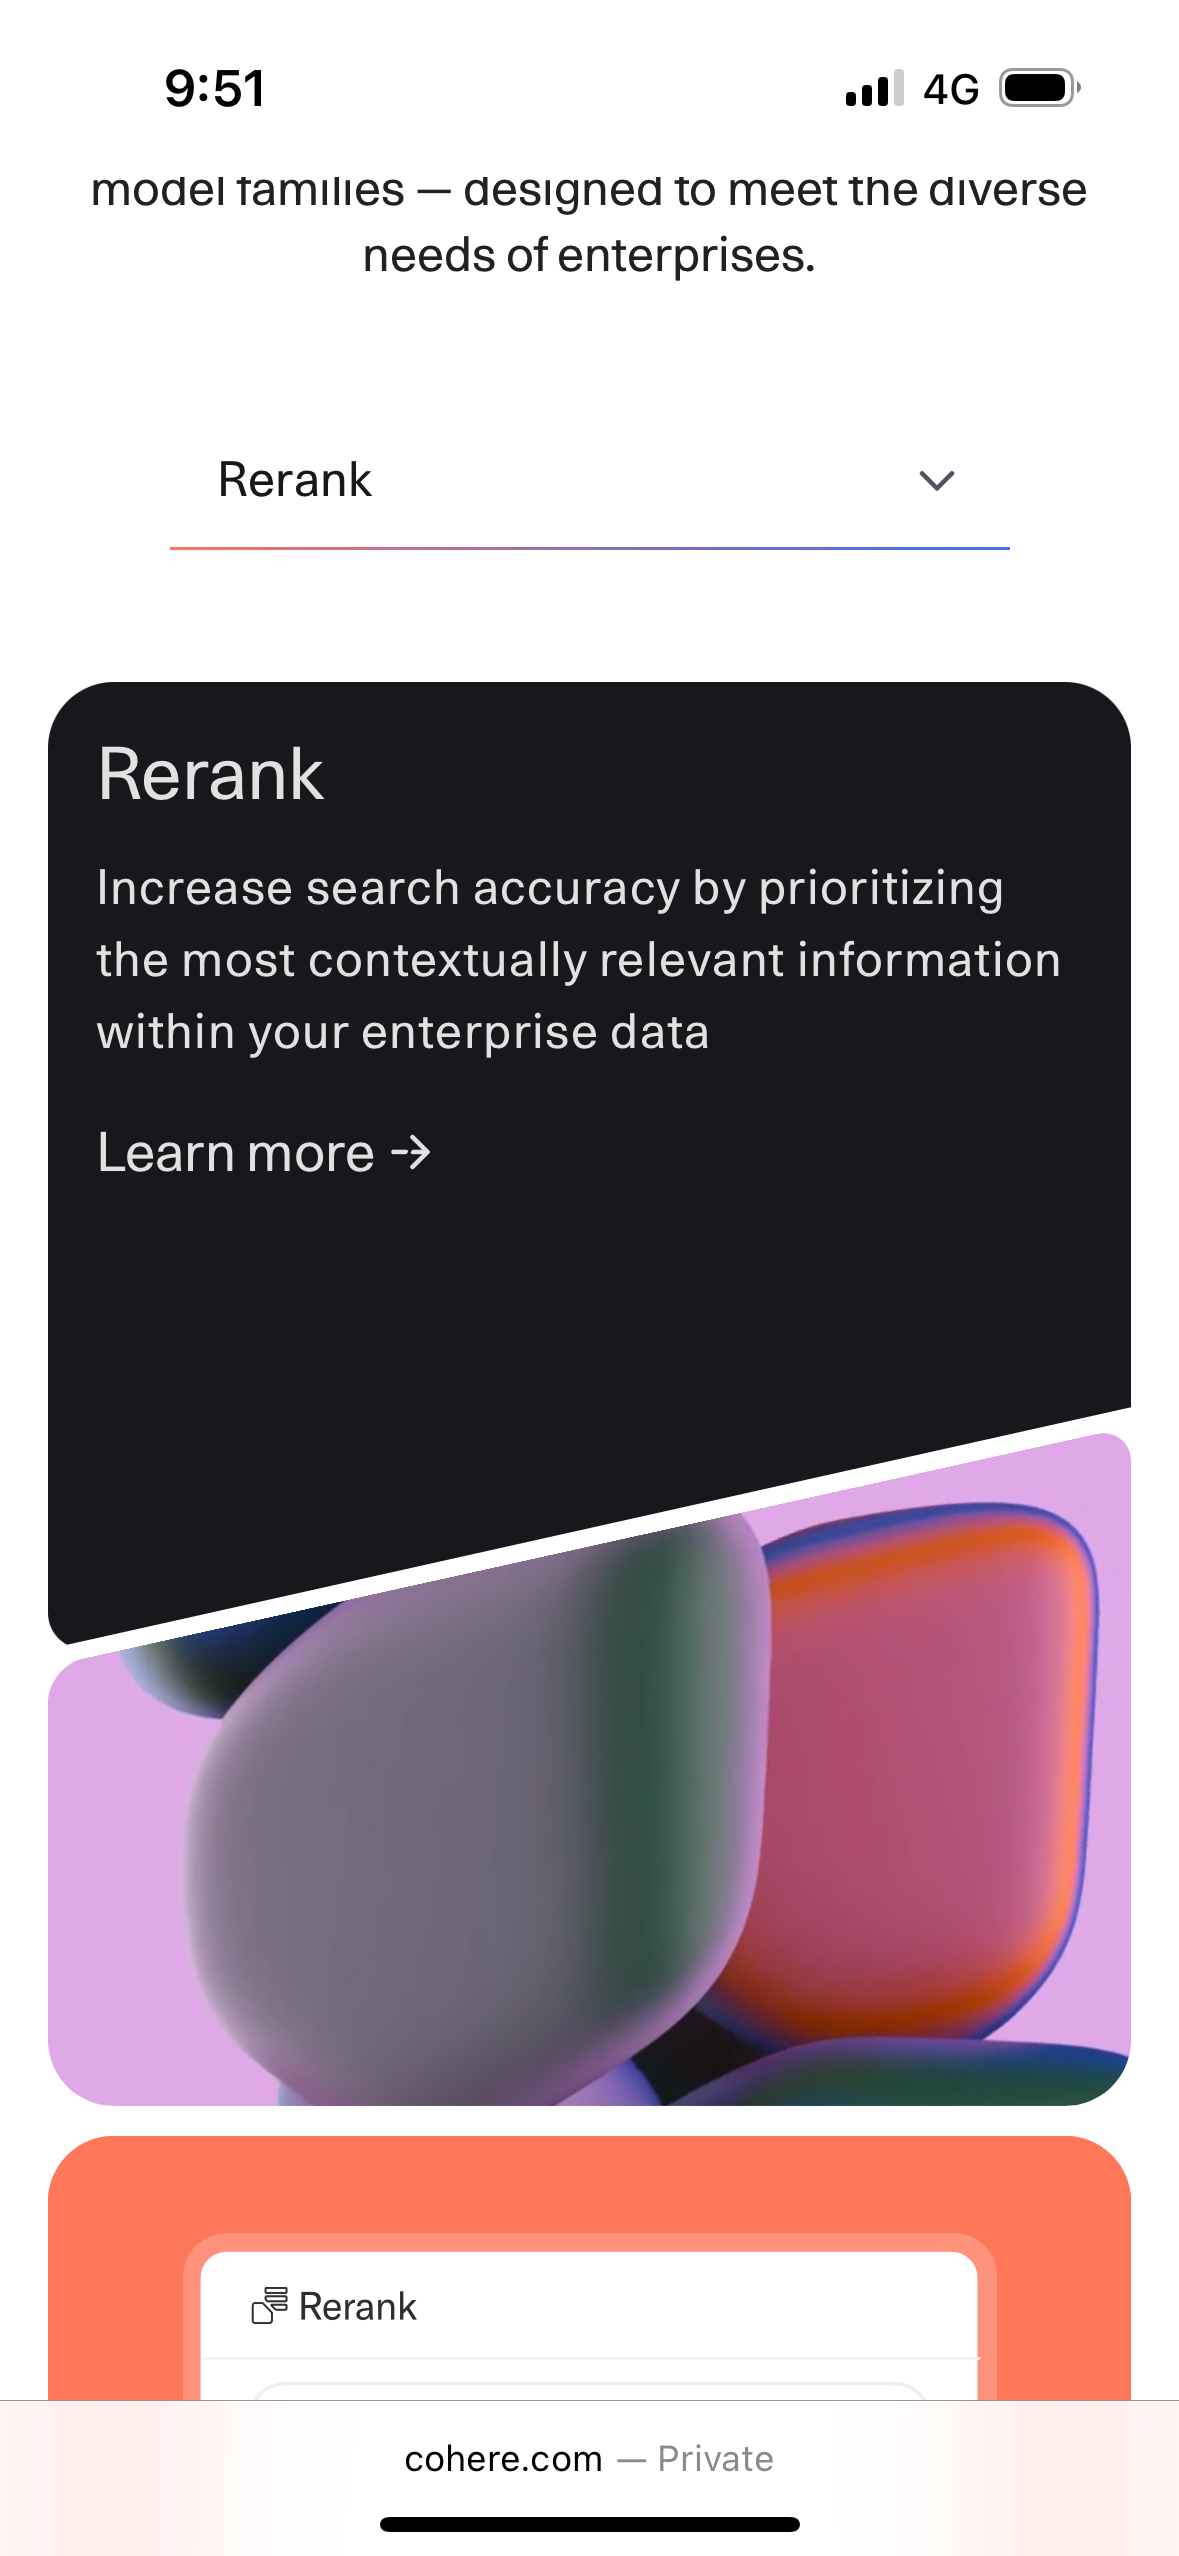 9:51
4G
model families — designed to meet the diverse
needs of enterprises.
Rerank
Rerank
Increase search accuracy by prioritizing
the most contextually relevant information
within your enterprise data
Learn more →
Rerank
cohere.com — Private